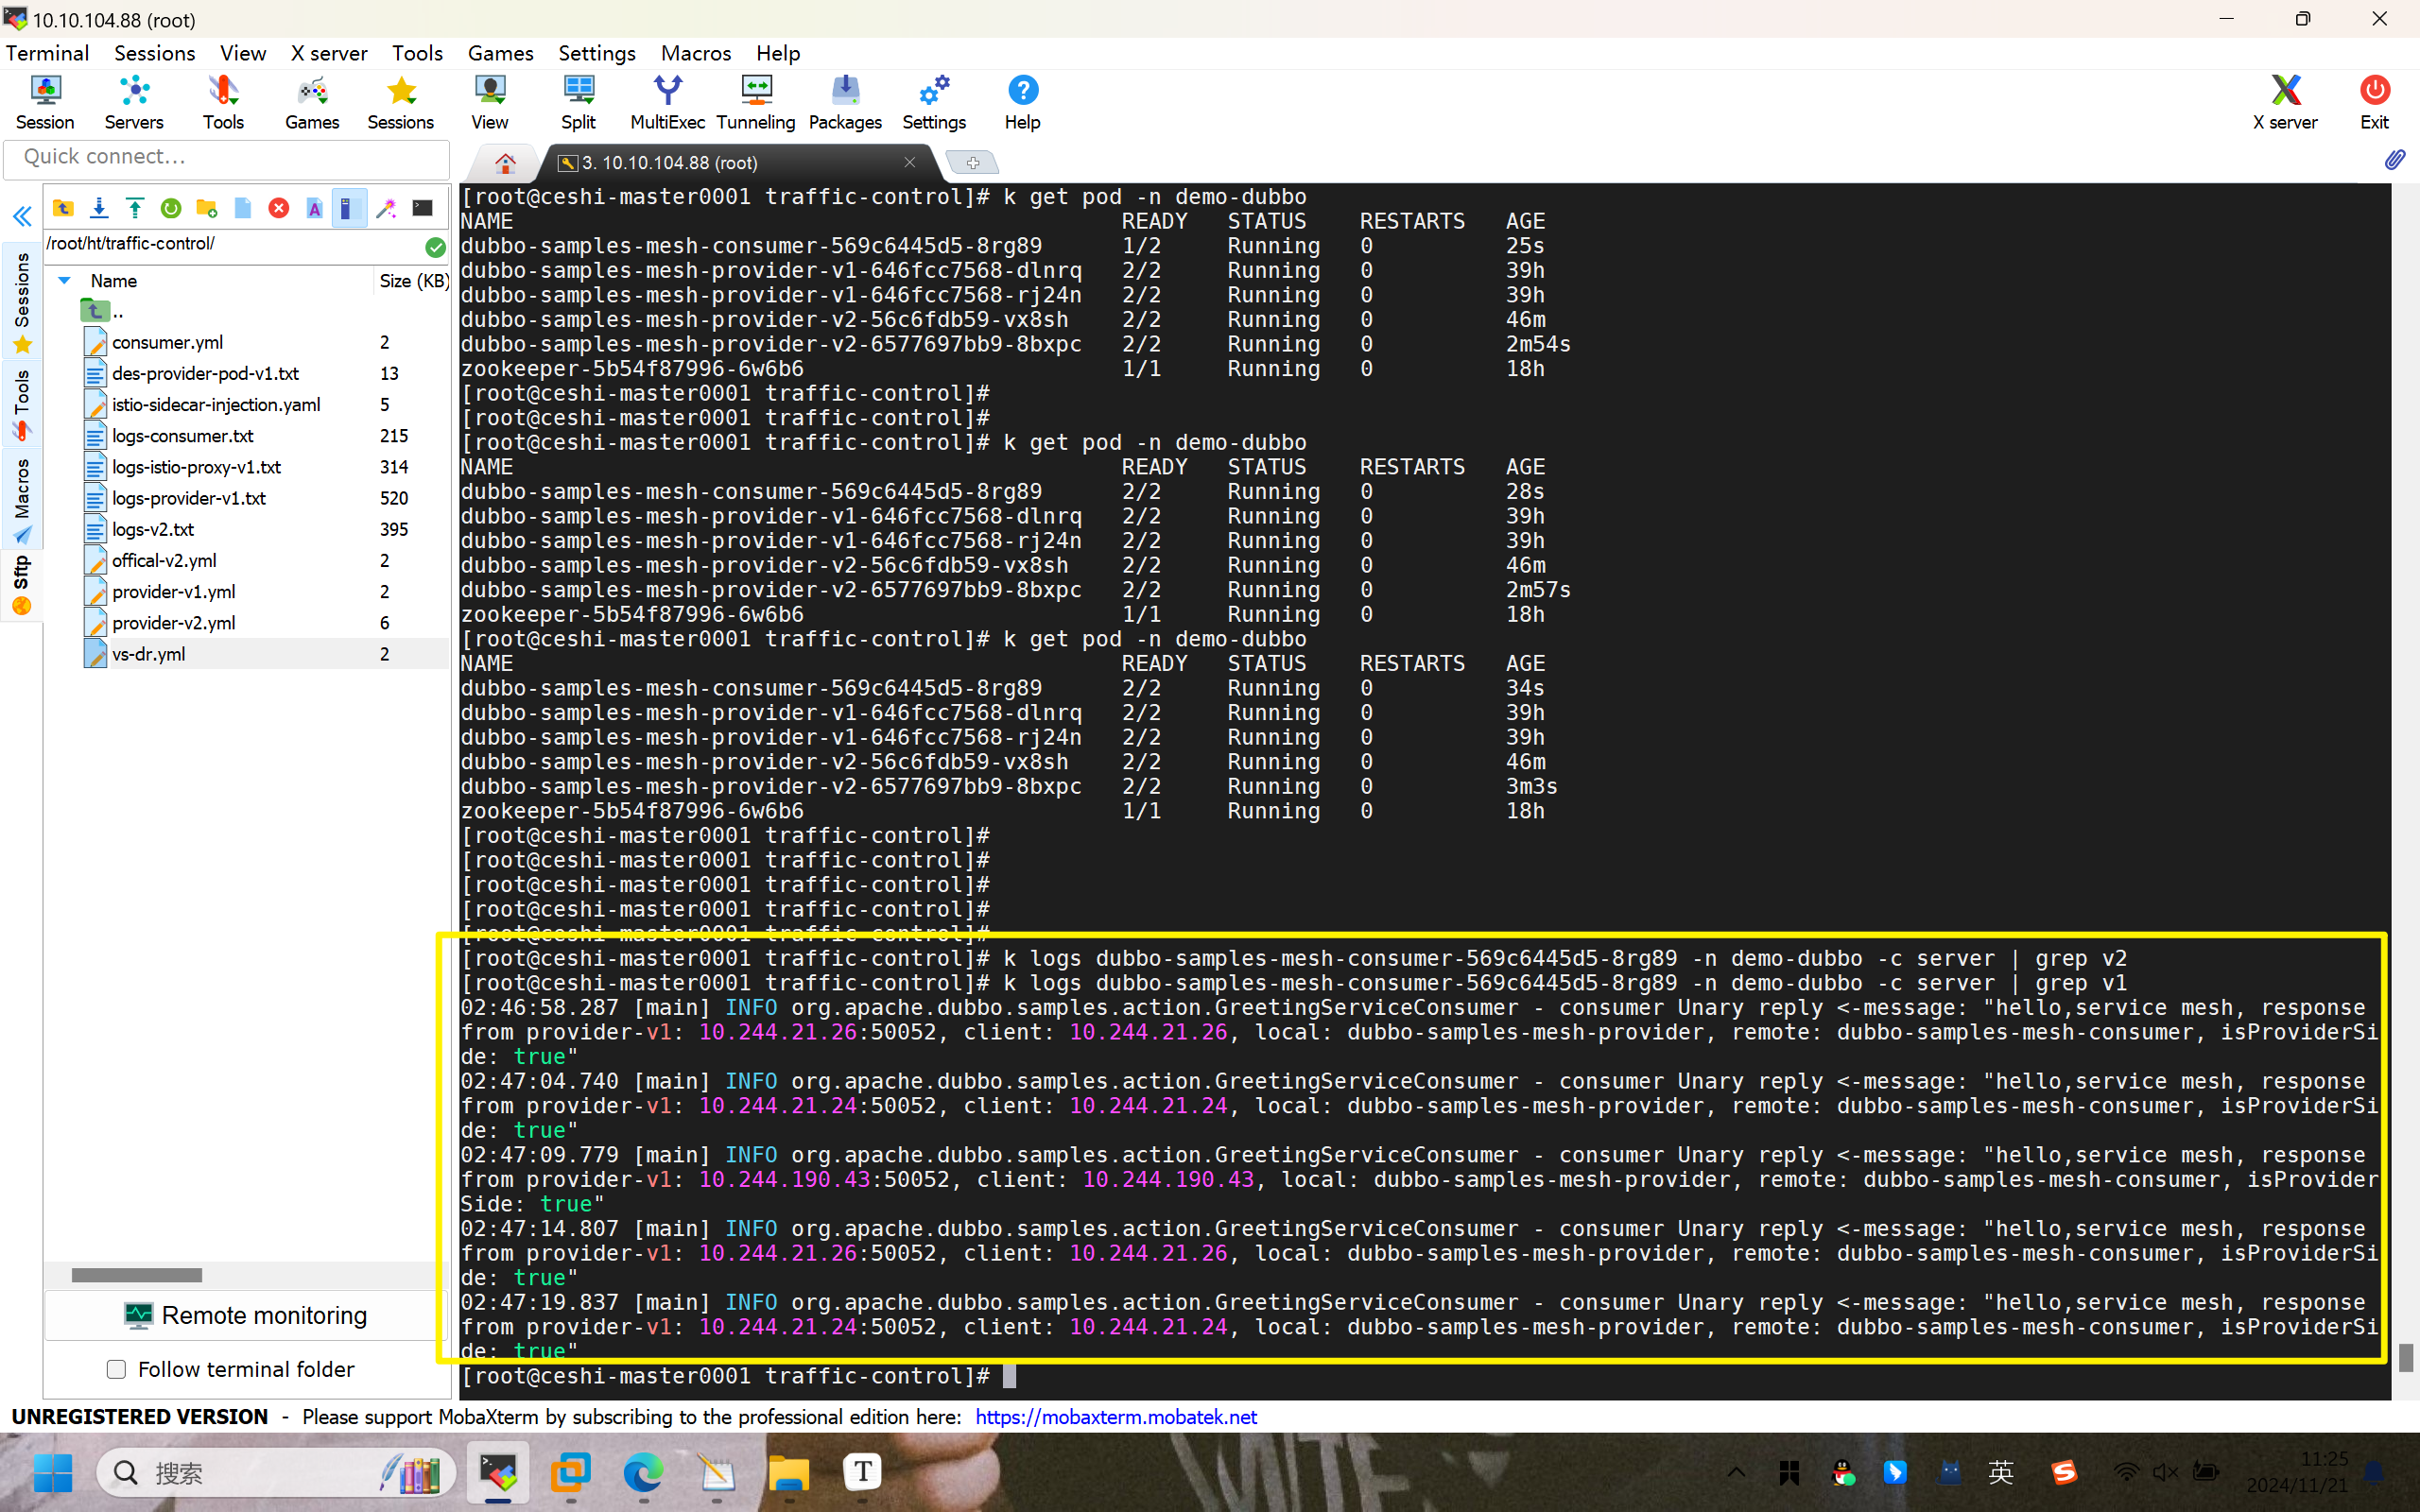 10.10.104.88 (root)
Terminal Sessions View X server Tools Games Settings Macros Help
Session Servers Tools Games Sessions View Split MultiExec Tunneling Packages Settings Help X server Exit
Quick connect...
3. 10.10.104.88 (root)
/root/ht/traffic-control/
Name Size (KB)
..
consumer.yml 2
des-provider-pod-v1.txt 13
istio-sidecar-injection.yaml 5
logs-consumer.txt 215
logs-istio-proxy-v1.txt 314
logs-provider-v1.txt 520
logs-v2.txt 395
offical-v2.yml 2
provider-v1.yml 2
provider-v2.yml 6
vs-dr.yml 2
Sessions
Tools
Macros
Sftp
Remote monitoring
Follow terminal folder
[root@ceshi-master0001 traffic-control]# k get pod -n demo-dubbo
NAME READY STATUS RESTARTS AGE
dubbo-samples-mesh-consumer-569c6445d5-8rg89 1/2 Running 0 25s
dubbo-samples-mesh-provider-v1-646fcc7568-dlnrq 2/2 Running 0 39h
dubbo-samples-mesh-provider-v1-646fcc7568-rj24n 2/2 Running 0 39h
dubbo-samples-mesh-provider-v2-56c6fdb59-vx8sh 2/2 Running 0 46m
dubbo-samples-mesh-provider-v2-6577697bb9-8bxpc 2/2 Running 0 2m54s
zookeeper-5b54f87996-6w6b6 1/1 Running 0 18h
[root@ceshi-master0001 traffic-control]#
[root@ceshi-master0001 traffic-control]#
[root@ceshi-master0001 traffic-control]# k get pod -n demo-dubbo
NAME READY STATUS RESTARTS AGE
dubbo-samples-mesh-consumer-569c6445d5-8rg89 2/2 Running 0 28s
dubbo-samples-mesh-provider-v1-646fcc7568-dlnrq 2/2 Running 0 39h
dubbo-samples-mesh-provider-v1-646fcc7568-rj24n 2/2 Running 0 39h
dubbo-samples-mesh-provider-v2-56c6fdb59-vx8sh 2/2 Running 0 46m
dubbo-samples-mesh-provider-v2-6577697bb9-8bxpc 2/2 Running 0 2m57s
zookeeper-5b54f87996-6w6b6 1/1 Running 0 18h
[root@ceshi-master0001 traffic-control]# k get pod -n demo-dubbo
NAME READY STATUS RESTARTS AGE
dubbo-samples-mesh-consumer-569c6445d5-8rg89 2/2 Running 0 34s
dubbo-samples-mesh-provider-v1-646fcc7568-dlnrq 2/2 Running 0 39h
dubbo-samples-mesh-provider-v1-646fcc7568-rj24n 2/2 Running 0 39h
dubbo-samples-mesh-provider-v2-56c6fdb59-vx8sh 2/2 Running 0 46m
dubbo-samples-mesh-provider-v2-6577697bb9-8bxpc 2/2 Running 0 3m3s
zookeeper-5b54f87996-6w6b6 1/1 Running 0 18h
[root@ceshi-master0001 traffic-control]#
[root@ceshi-master0001 traffic-control]#
[root@ceshi-master0001 traffic-control]#
[root@ceshi-master0001 traffic-control]#
[root@ceshi-master0001 traffic-control]#
[root@ceshi-master0001 traffic-control]# k logs dubbo-samples-mesh-consumer-569c6445d5-8rg89 -n demo-dubbo -c server | grep v2
[root@ceshi-master0001 traffic-control]# k logs dubbo-samples-mesh-consumer-569c6445d5-8rg89 -n demo-dubbo -c server | grep v1
02:46:58.287 [main] INFO org.apache.dubbo.samples.action.GreetingServiceConsumer - consumer Unary reply <-message: "hello,service mesh, response
from provider-v1: 10.244.21.26:50052, client: 10.244.21.26, local: dubbo-samples-mesh-provider, remote: dubbo-samples-mesh-consumer, isProviderSi
de: true"
02:47:04.740 [main] INFO org.apache.dubbo.samples.action.GreetingServiceConsumer - consumer Unary reply <-message: "hello,service mesh, response
from provider-v1: 10.244.21.24:50052, client: 10.244.21.24, local: dubbo-samples-mesh-provider, remote: dubbo-samples-mesh-consumer, isProviderSi
de: true"
02:47:09.779 [main] INFO org.apache.dubbo.samples.action.GreetingServiceConsumer - consumer Unary reply <-message: "hello,service mesh, response
from provider-v1: 10.244.190.43:50052, client: 10.244.190.43, local: dubbo-samples-mesh-provider, remote: dubbo-samples-mesh-consumer, isProvider
Side: true"
02:47:14.807 [main] INFO org.apache.dubbo.samples.action.GreetingServiceConsumer - consumer Unary reply <-message: "hello,service mesh, response
from provider-v1: 10.244.21.26:50052, client: 10.244.21.26, local: dubbo-samples-mesh-provider, remote: dubbo-samples-mesh-consumer, isProviderSi
de: true"
02:47:19.837 [main] INFO org.apache.dubbo.samples.action.GreetingServiceConsumer - consumer Unary reply <-message: "hello,service mesh, response
from provider-v1: 10.244.21.24:50052, client: 10.244.21.24, local: dubbo-samples-mesh-provider, remote: dubbo-samples-mesh-consumer, isProviderSi
de: true"
[root@ceshi-master0001 traffic-control]#
UNREGISTERED VERSION - Please support MobaXterm by subscribing to the professional edition here: https://mobaxterm.mobatek.net
搜索
T
英
11:25
2024/11/21